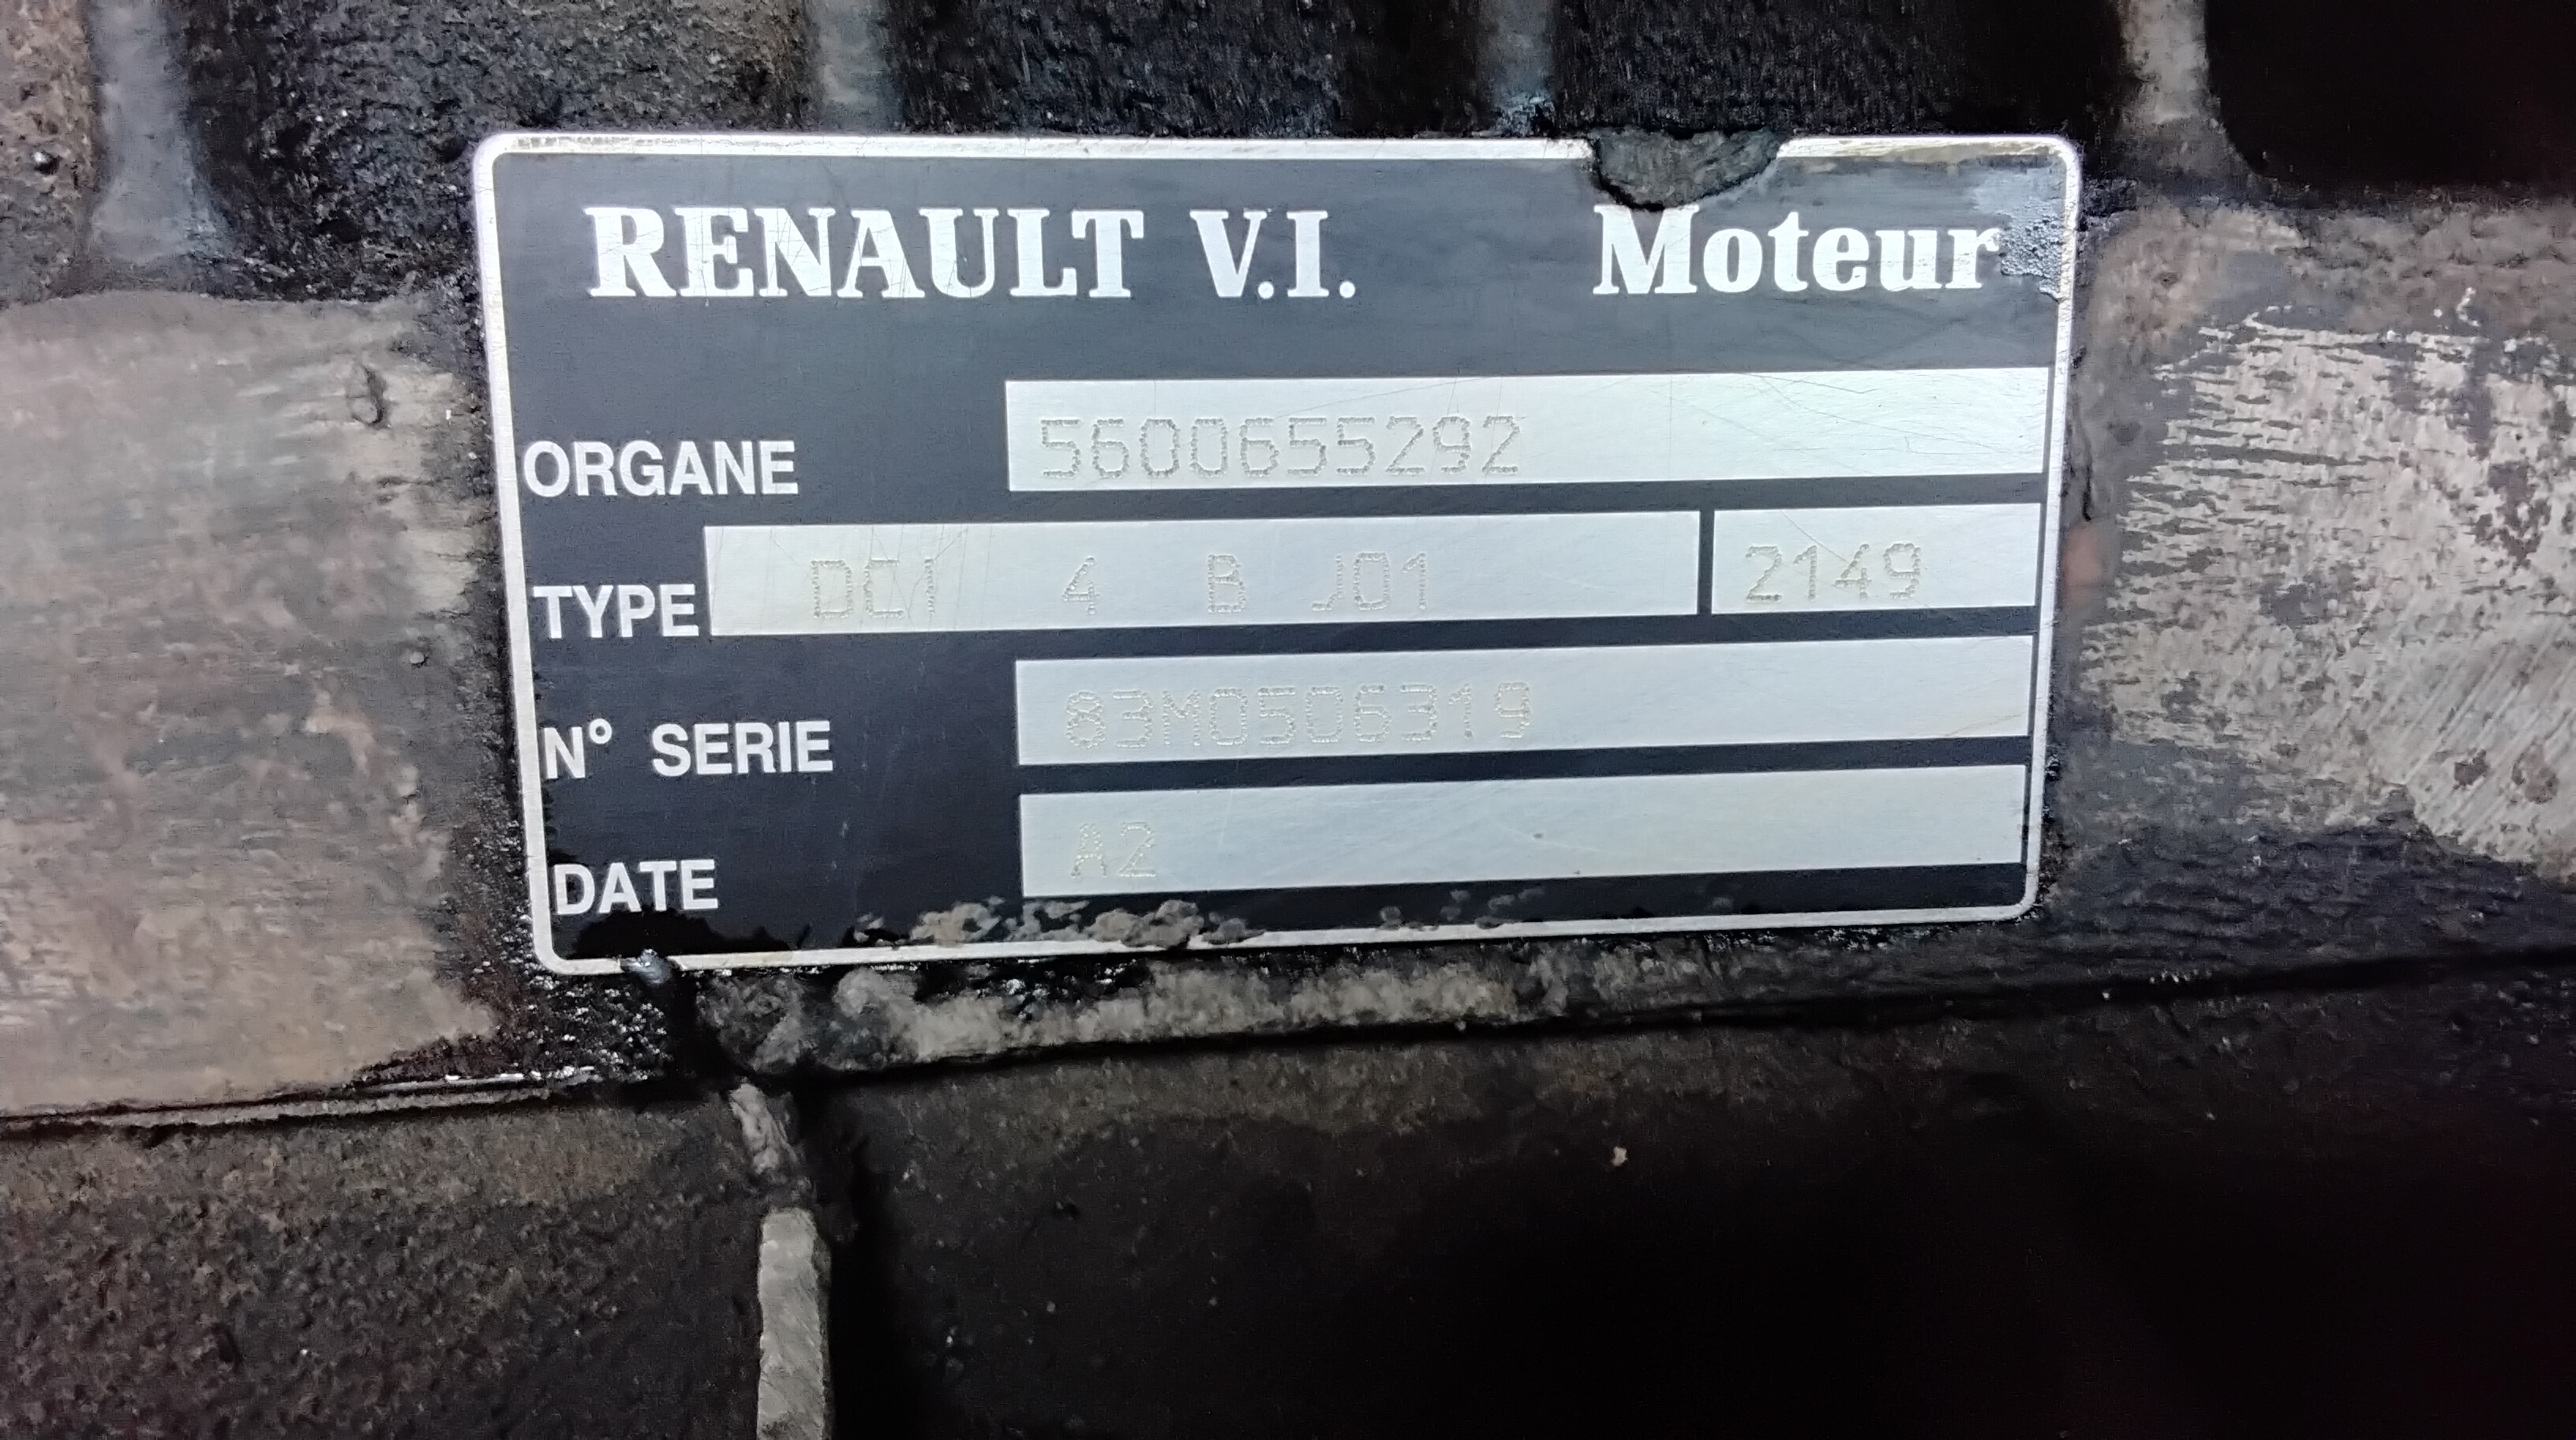 RENAULT V.I. Moteur
ORGANE 5600655292
TYPE DCI 4 B J01 2149
N° SERIE 83M0506319
DATE A2